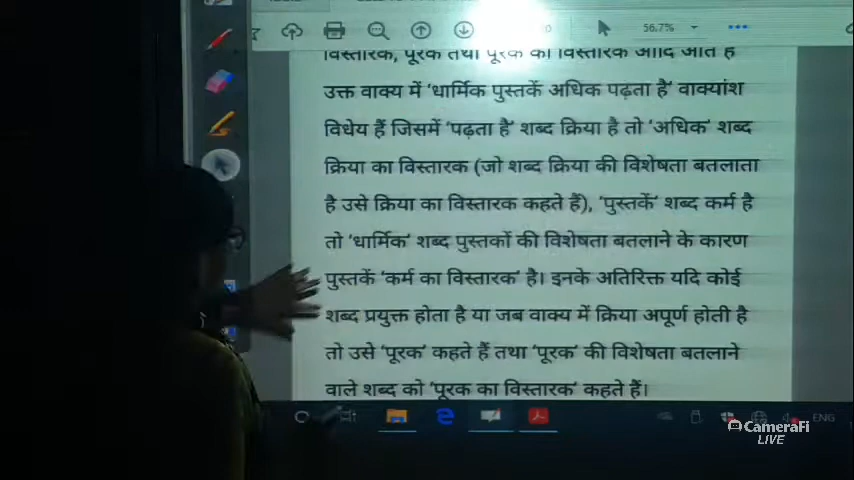 56.7%
विस्तारक, पूरक तथा पूरक का विस्तारक आदि आते हैं
उक्त वाक्य में 'धार्मिक पुस्तकें अधिक पढ़ता है' वाक्यांश
विधेय हैं जिसमें 'पढ़ता है' शब्द क्रिया है तो 'अधिक' शब्द
क्रिया का विस्तारक (जो शब्द क्रिया की विशेषता बतलाता
है उसे क्रिया का विस्तारक कहते हैं), 'पुस्तकें' शब्द कर्म है
तो 'धार्मिक' शब्द पुस्तकों की विशेषता बतलाने के कारण
पुस्तकें 'कर्म का विस्तारक' है। इनके अतिरिक्त यदि कोई
शब्द प्रयुक्त होता है या जब वाक्य में क्रिया अपूर्ण होती है
तो उसे 'पूरक' कहते हैं तथा 'पूरक' की विशेषता बतलाने
वाले शब्द को 'पूरक का विस्तारक' कहते हैं।
ENG
CameraFi
LIVE